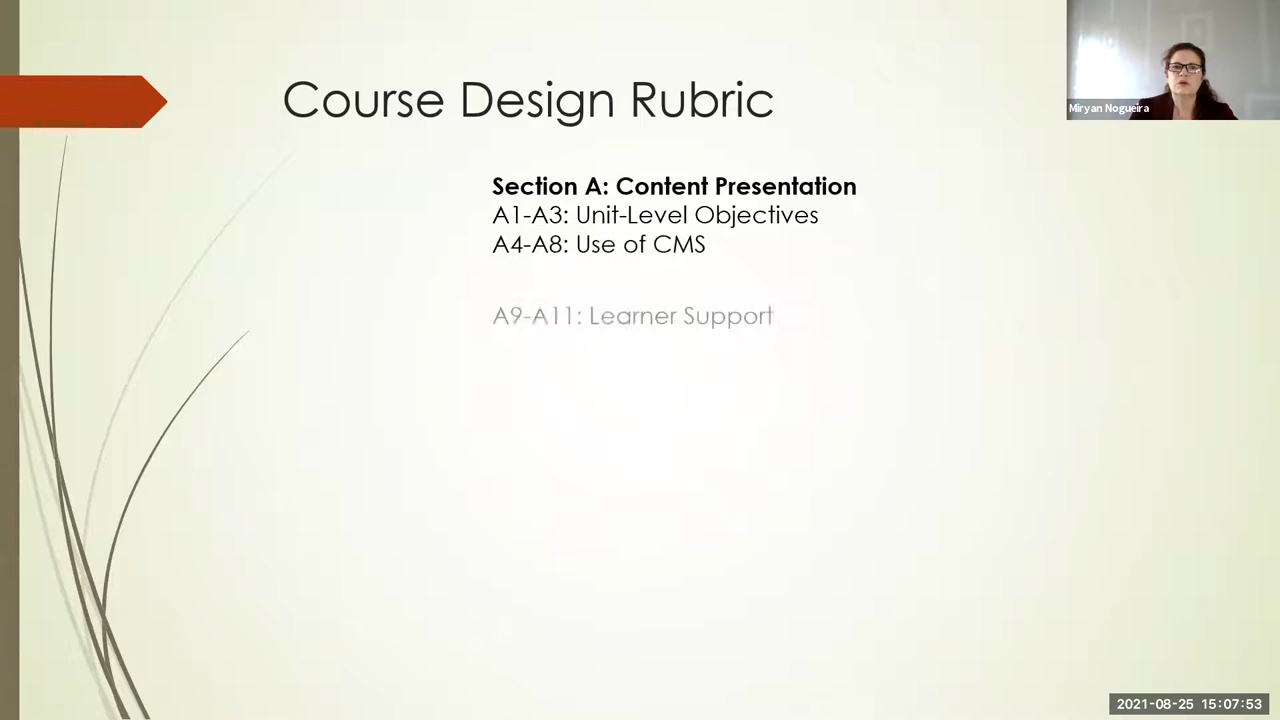 Course Design Rubric
Miryan Nogueira
Section A: Content Presentation
A1-A3: Unit-Level Objectives
A4-A8: Use of CMS
A9-A11: Learner Support
2021-08-25 15:07:53